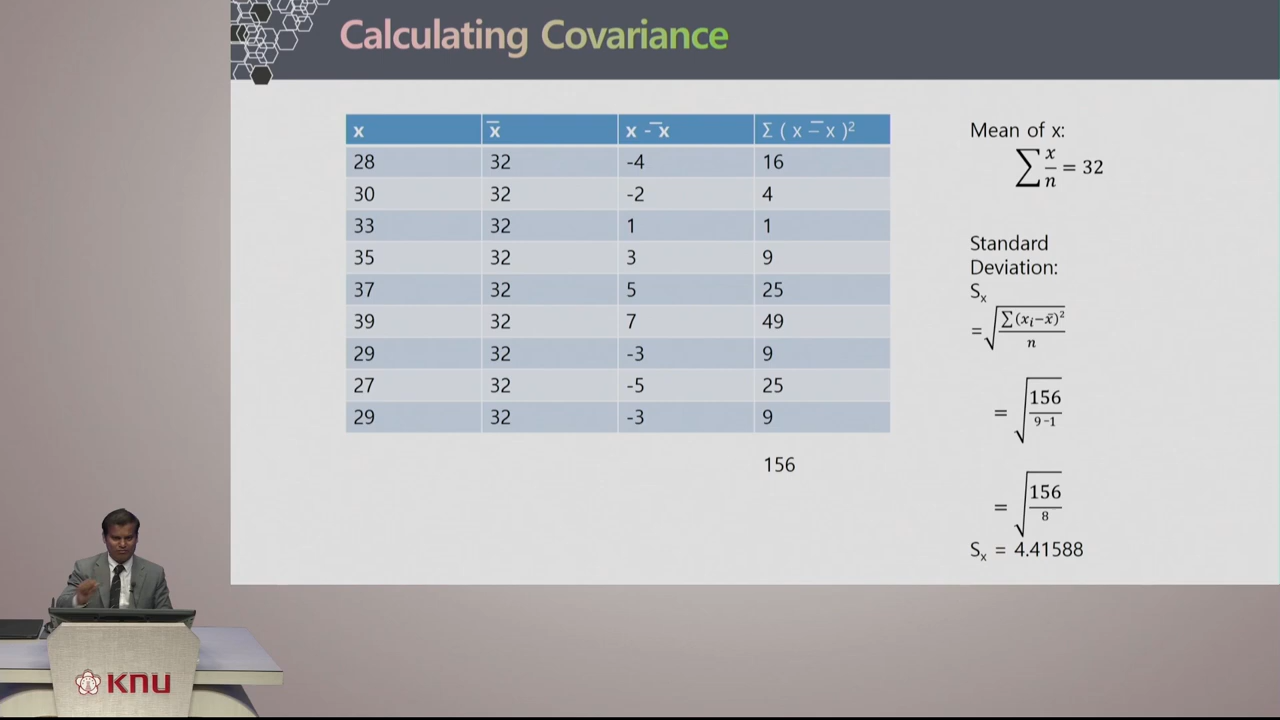 Calculating Covariance
x x̅ x - x̅ Σ ( x – x̅ )²
28 32 -4 16
30 32 -2 4
33 32 1 1
35 32 3 9
37 32 5 25
39 32 7 49
29 32 -3 9
27 32 -5 25
29 32 -3 9
156
Mean of x:
∑ x/n = 32
Standard
Deviation:
Sₓ
= √(∑(xᵢ−x̄)²/n)
= √(156/9−1)
= √(156/8)
Sₓ = 4.41588
KNU